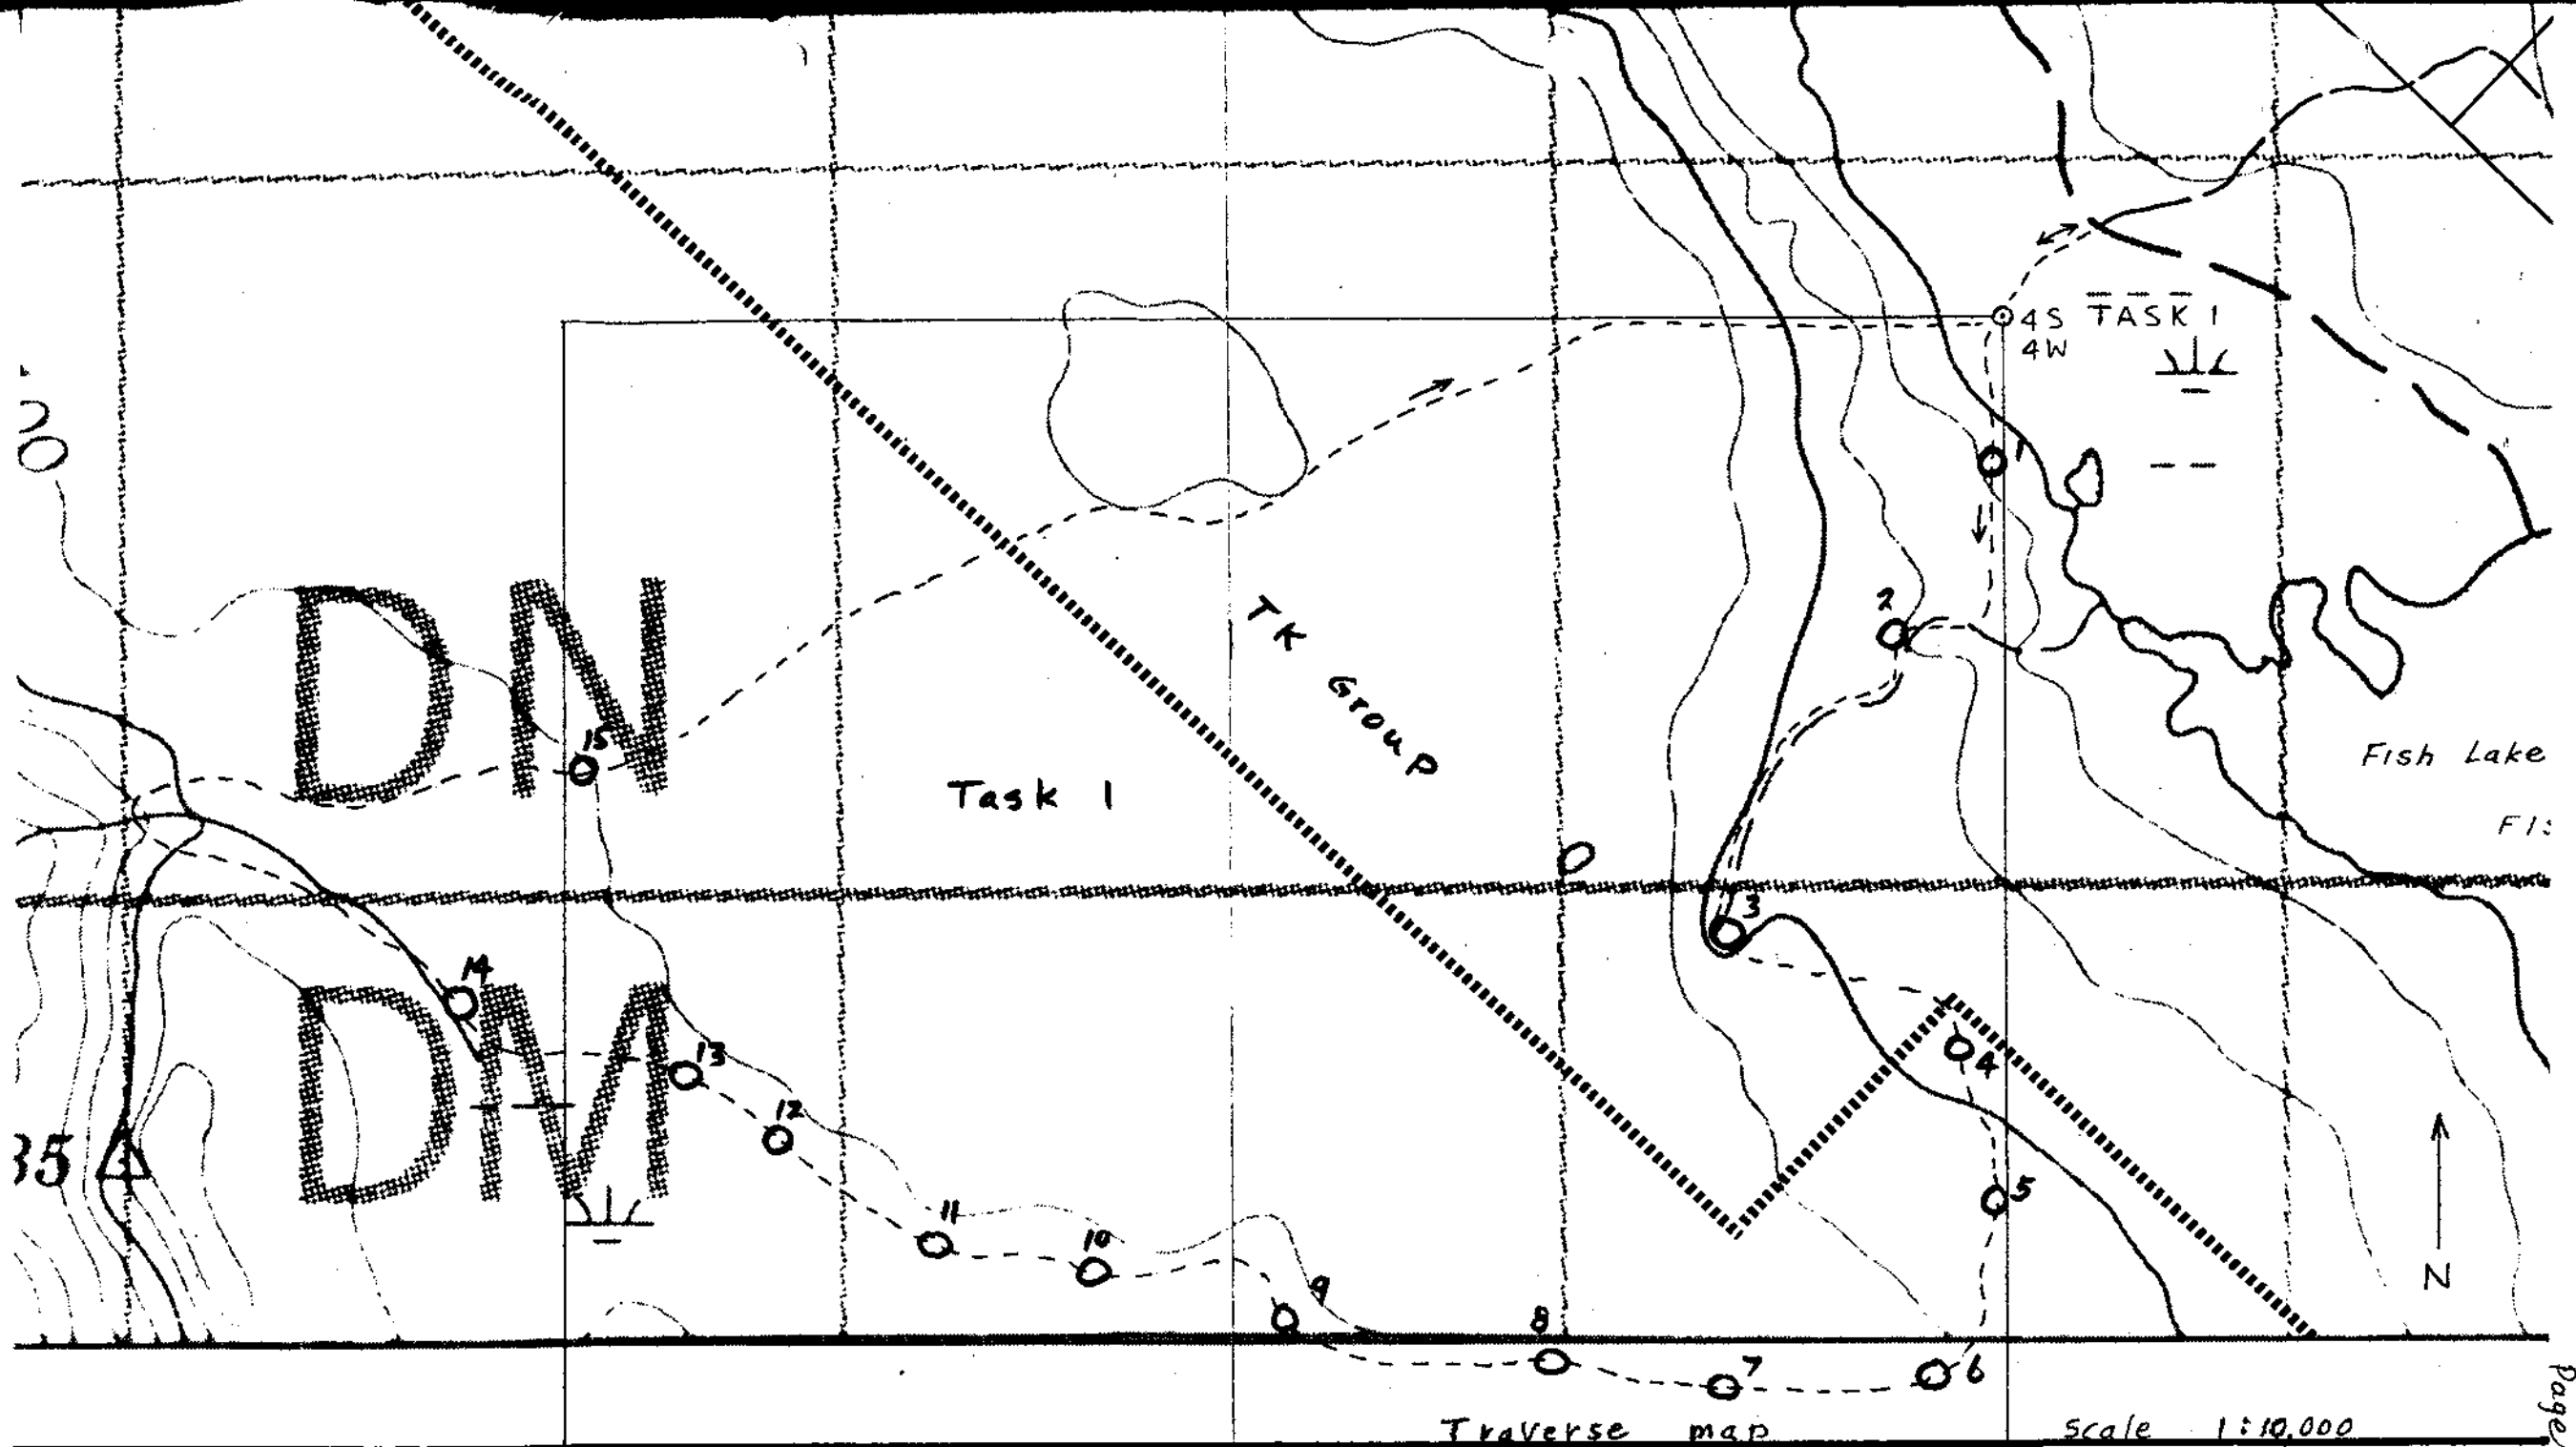 4S TASK 1
4W
1
2
DN
TK Group
15
Fish Lake
Task 1
3
14
DM
4
13
12
35
5
11
10
N
9
8
7
6
Traverse map
Scale 1:10,000
Page